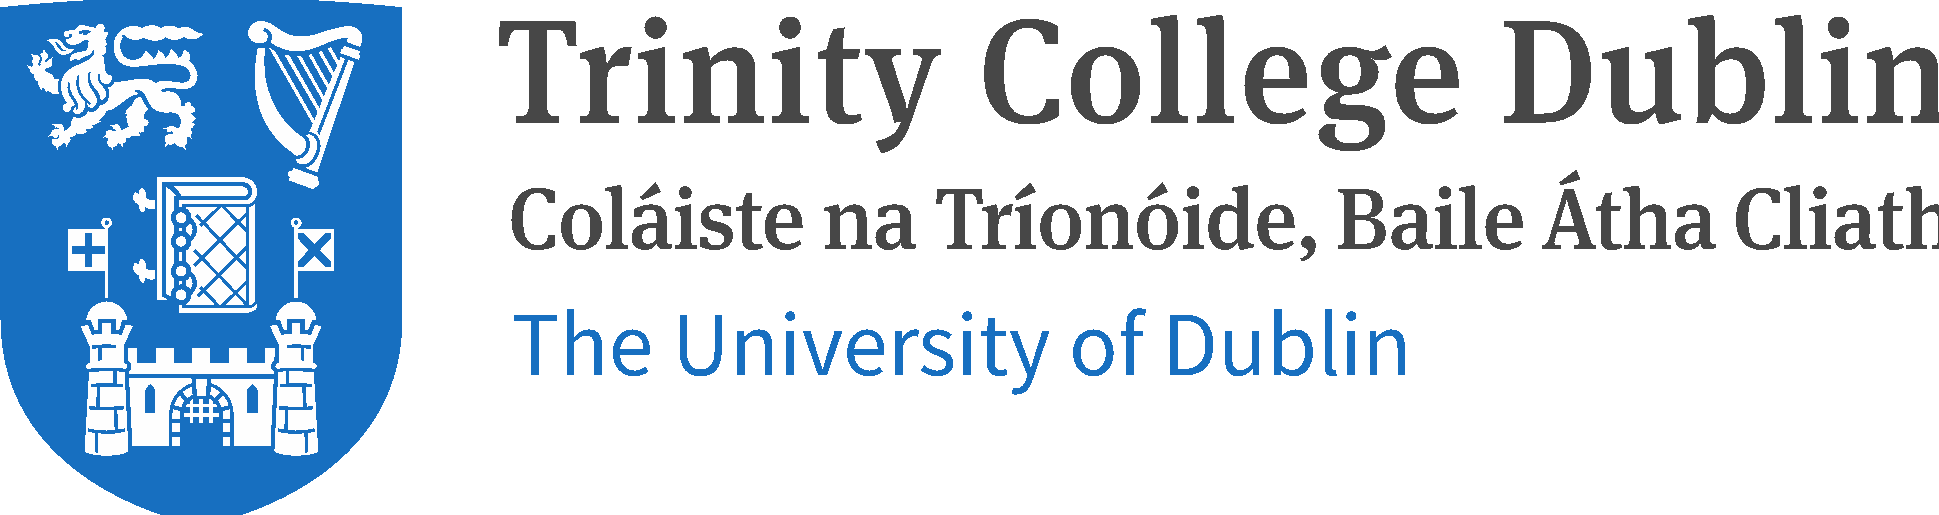 Trinity College Dublin
Coláiste na Tríonóide, Baile Átha Cliath
The University of Dublin